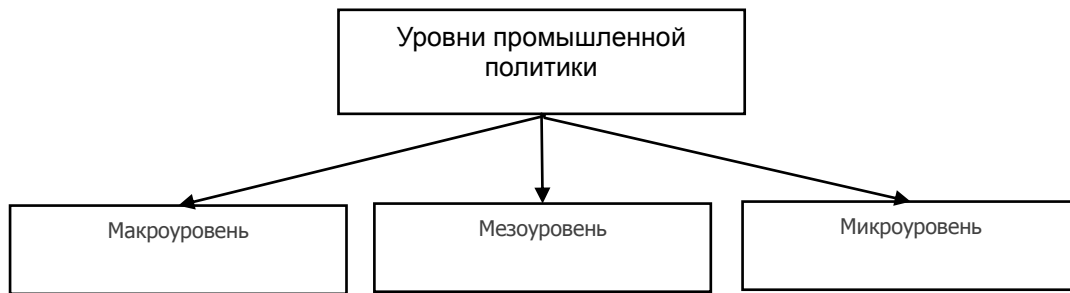 Уровни промышленной
политики
Макроуровень
Мезоуровень
Микроуровень